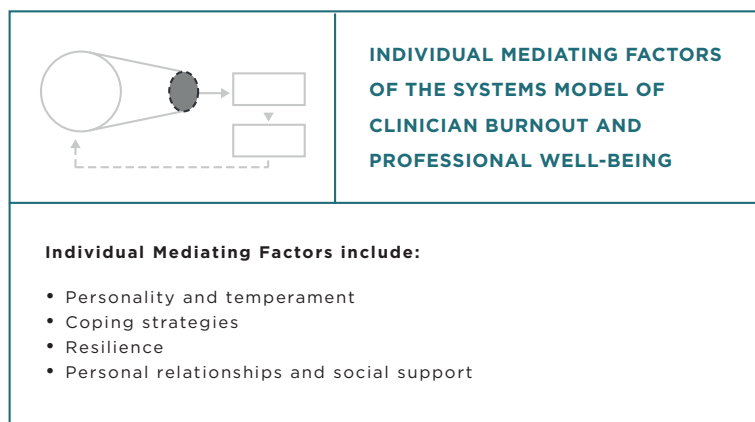 INDIVIDUAL MEDIATING FACTORS
OF THE SYSTEMS MODEL OF
CLINICIAN BURNOUT AND
PROFESSIONAL WELL-BEING
Individual Mediating Factors include:
• Personality and temperament
• Coping strategies
• Resilience
• Personal relationships and social support